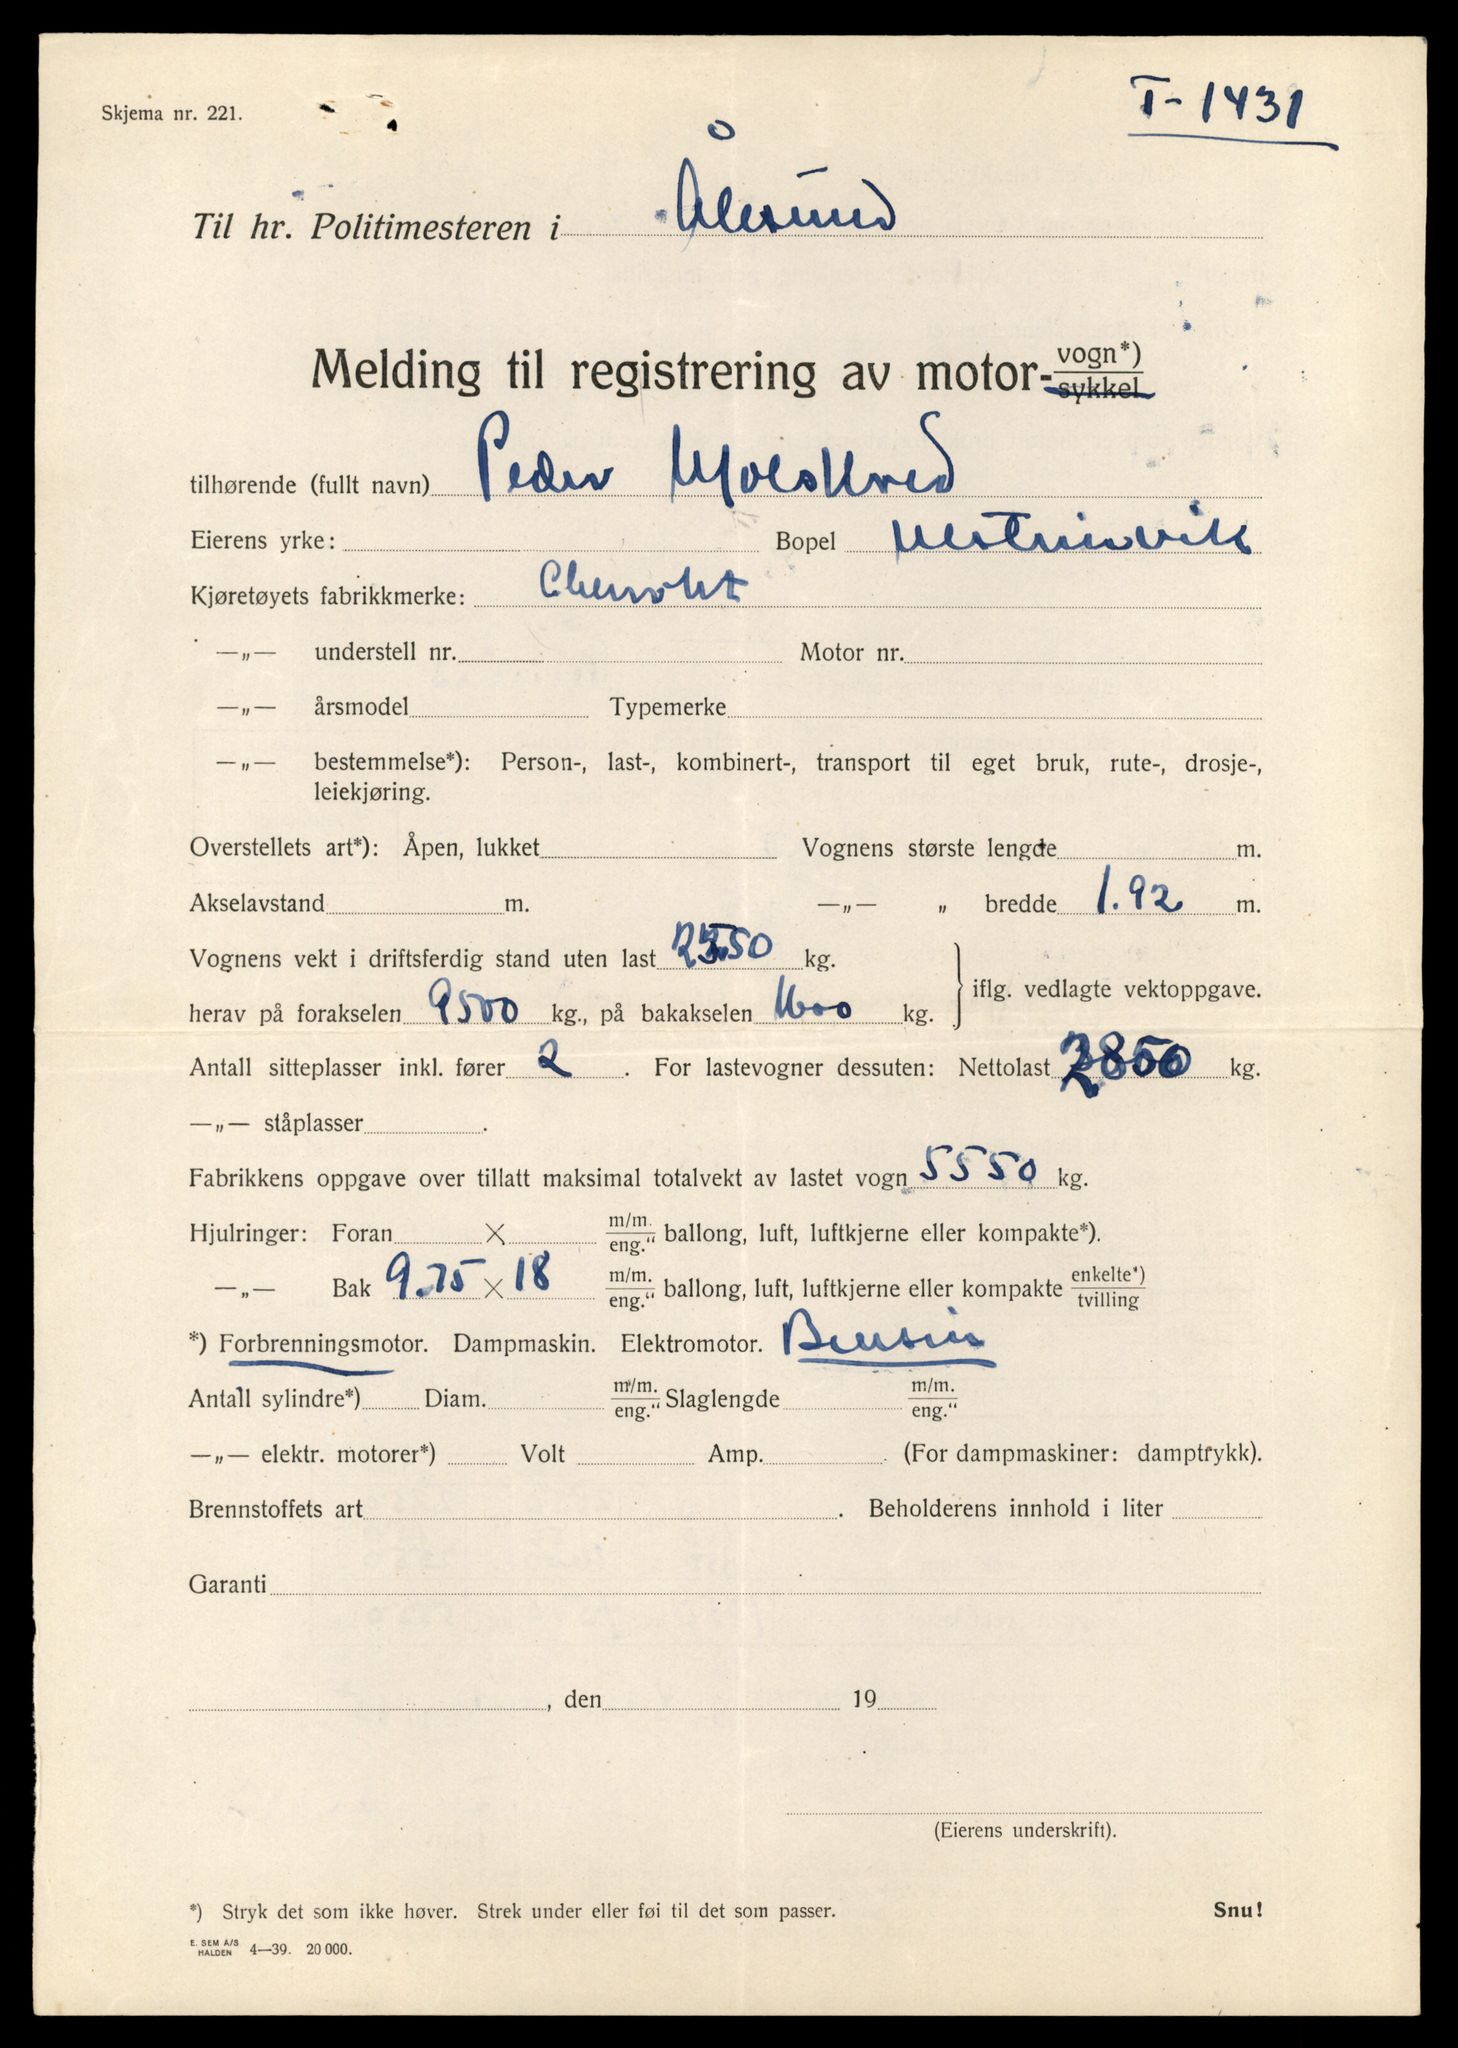 Skjema nr. 221.
T-1431
Til hr. Politimesteren i Ålesund
Melding til registrering av motor-vogn*)
sykkel
tilhørende (fullt navn) Peder
Eierens yrke: Bopel
Kjøretøyets fabrikkmerke: Chevrolet
—„— understell nr. Motor nr.
—„— årsmodel Typemerke
—„— bestemmelse*): Person-, last-, kombinert-, transport til eget bruk, rute-, drosje-,
leiekjøring.
Overstellets art*): Åpen, lukket Vognens største lengde m.
Akselavstand m. —„— „ bredde 1.92 m.
Vognens vekt i driftsferdig stand uten last kg.
herav på forakselen 9500 kg., på bakakselen 1600 kg. } iflg. vedlagte vektoppgave.
Antall sitteplasser inkl. fører 2. For lastevogner dessuten: Nettolast 2850 kg.
—„— ståplasser .
Fabrikkens oppgave over tillatt maksimal totalvekt av lastet vogn 5550 kg.
Hjulringer: Foran × m/m. eng.“ ballong, luft, luftkjerne eller kompakte*).
—„— Bak 9.75 × 18 m/m. eng.“ ballong, luft, luftkjerne eller kompakte enkelte*) tvilling
*) Forbrenningsmotor. Dampmaskin. Elektromotor. Bensin
Antall sylindre*) Diam. m/m. eng.“ Slaglengde m/m. eng.“
—„— elektr. motorer*) Volt Amp. (For dampmaskiner: damptrykk).
Brennstoffets art . Beholderens innhold i liter
Garanti
, den 19
(Eierens underskrift).
*) Stryk det som ikke høver. Strek under eller føi til det som passer. Snu!
E. SEM A/S HALDEN 4—39. 20 000.